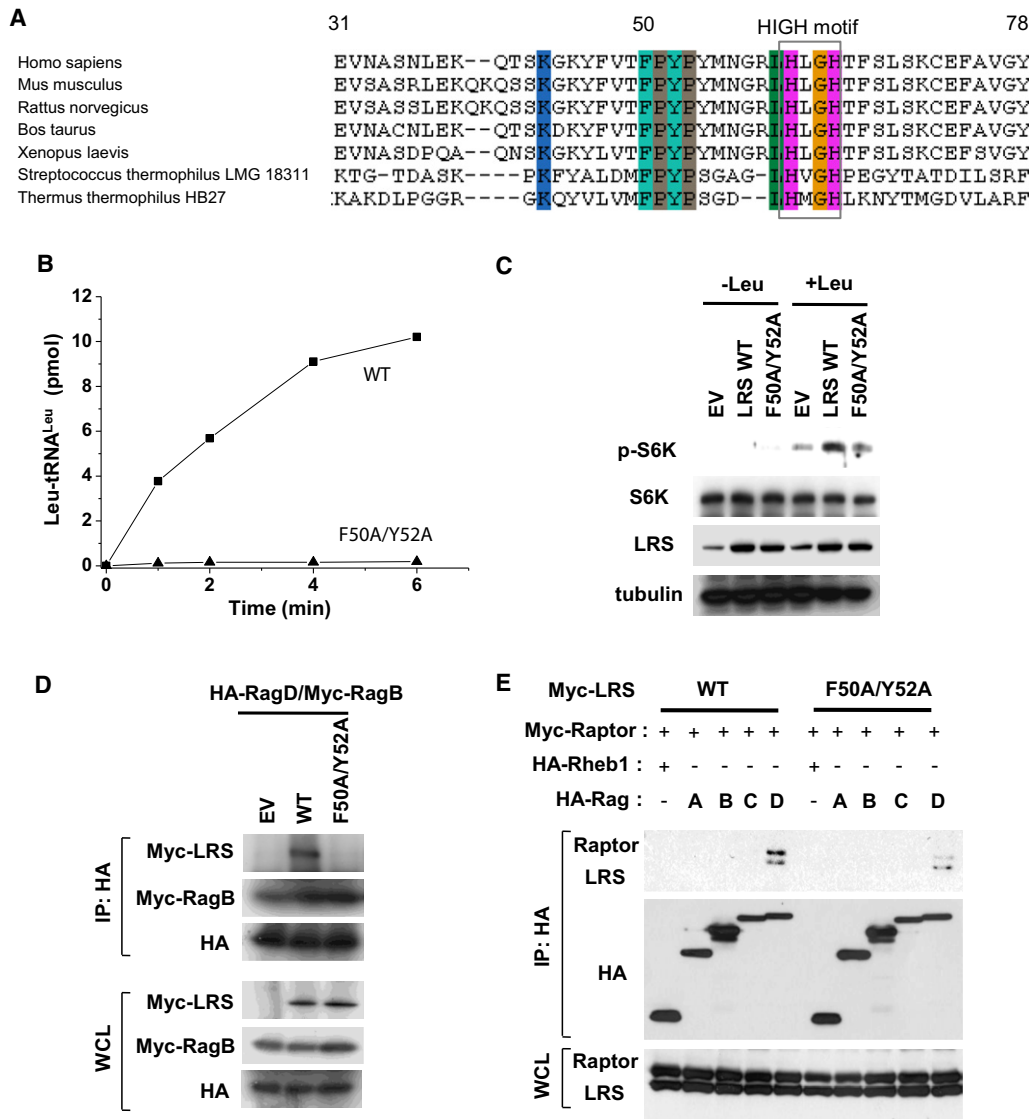 A
31 50 78
HIGH motif
Homo sapiens EVNASNLEK--QTSKGKYFVTFPYPYMNGRLHLGHTFSLSKCEFAVGY
Mus musculus EVSASRLEKQKQSSKGKYFVTFPYPYMNGRLHLGHTFSLSKCEFAVGY
Rattus norvegicus EVSASSLEKQKQSSKGKYFVTFPYPYMNGRLHLGHTFSLSKCEFAVGY
Bos taurus EVNACNLEK--QTSKDKYFVTFPYPYMNGRLHLGHTFSLSKCEFAVGY
Xenopus laevis EVNASDPQA--QNSKGKYLVTFPYPYMNGRLHLGHTFSLSKCEFAVGY
Streptococcus thermophilus LMG 18311 KTG-TDASK---PKFYALDMFPYPSGAG-LHVGHPEGYTATDILSRF
Thermus thermophilus HB27 KAKDLPGGR----GKQYVLVMFPYPSGD--LHMGHLKNYTMGDVLARF
B
Leu-tRNALeu (pmol)
12
10
8
6
4
2
0
WT
F50A/Y52A
0 2 4 6
Time (min)
C
-Leu +Leu
EV LRS WT F50A/Y52A EV LRS WT F50A/Y52A
p-S6K
S6K
LRS
tubulin
D
HA-RagD/Myc-RagB
EV WT F50A/Y52A
IP: HA
Myc-LRS
Myc-RagB
HA
WCL
Myc-LRS
Myc-RagB
HA
E
Myc-LRS WT F50A/Y52A
Myc-Raptor : + + + + + + + + + +
HA-Rheb1 : + - - - - + - - - -
HA-Rag : - A B C D - A B C D
IP: HA
Raptor
LRS
HA
WCL
Raptor
LRS